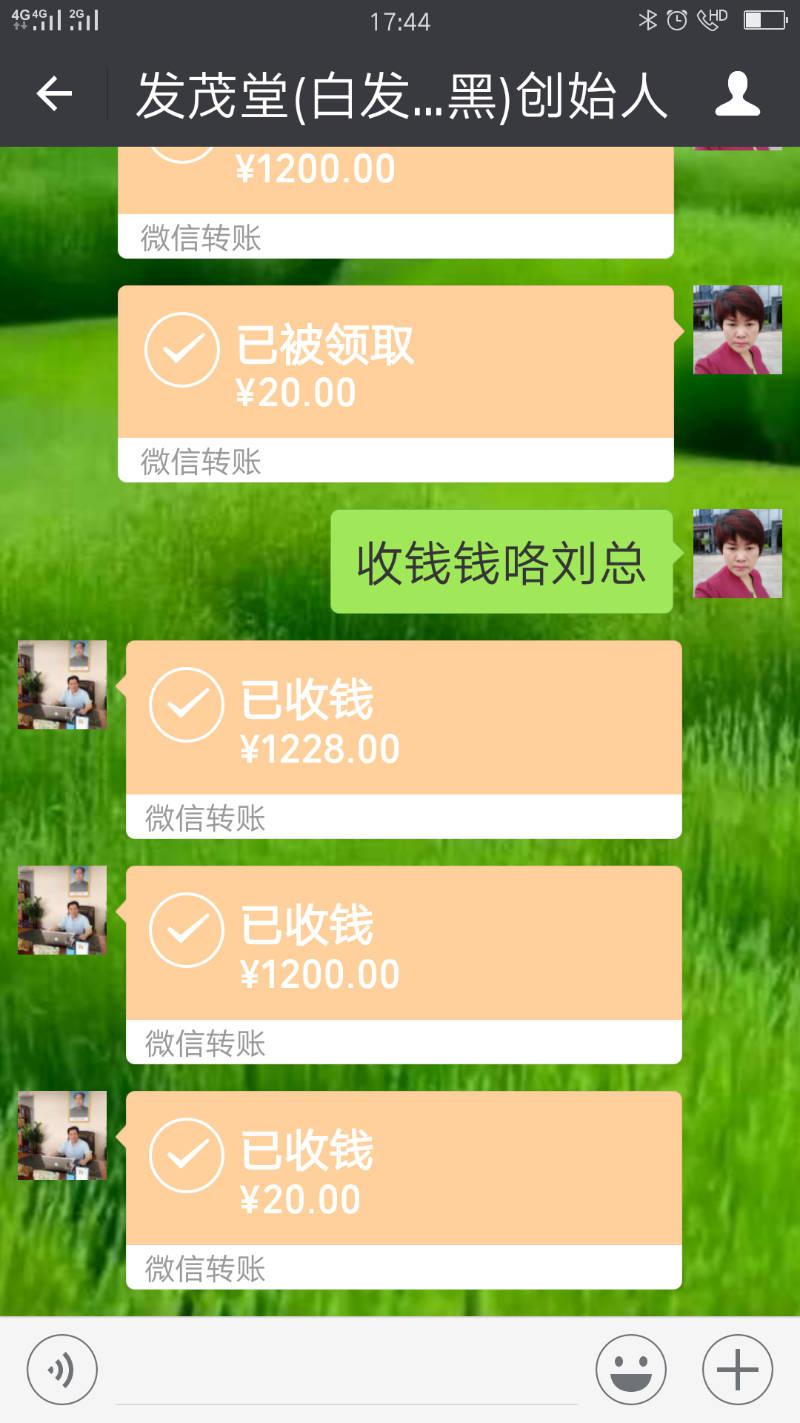 4G 4G 2G 17:44 HD
发茂堂(白发...黑)创始人
¥1200.00
微信转账
已被领取
¥20.00
微信转账
收钱钱咯刘总
已收钱
¥1228.00
微信转账
已收钱
¥1200.00
微信转账
已收钱
¥20.00
微信转账